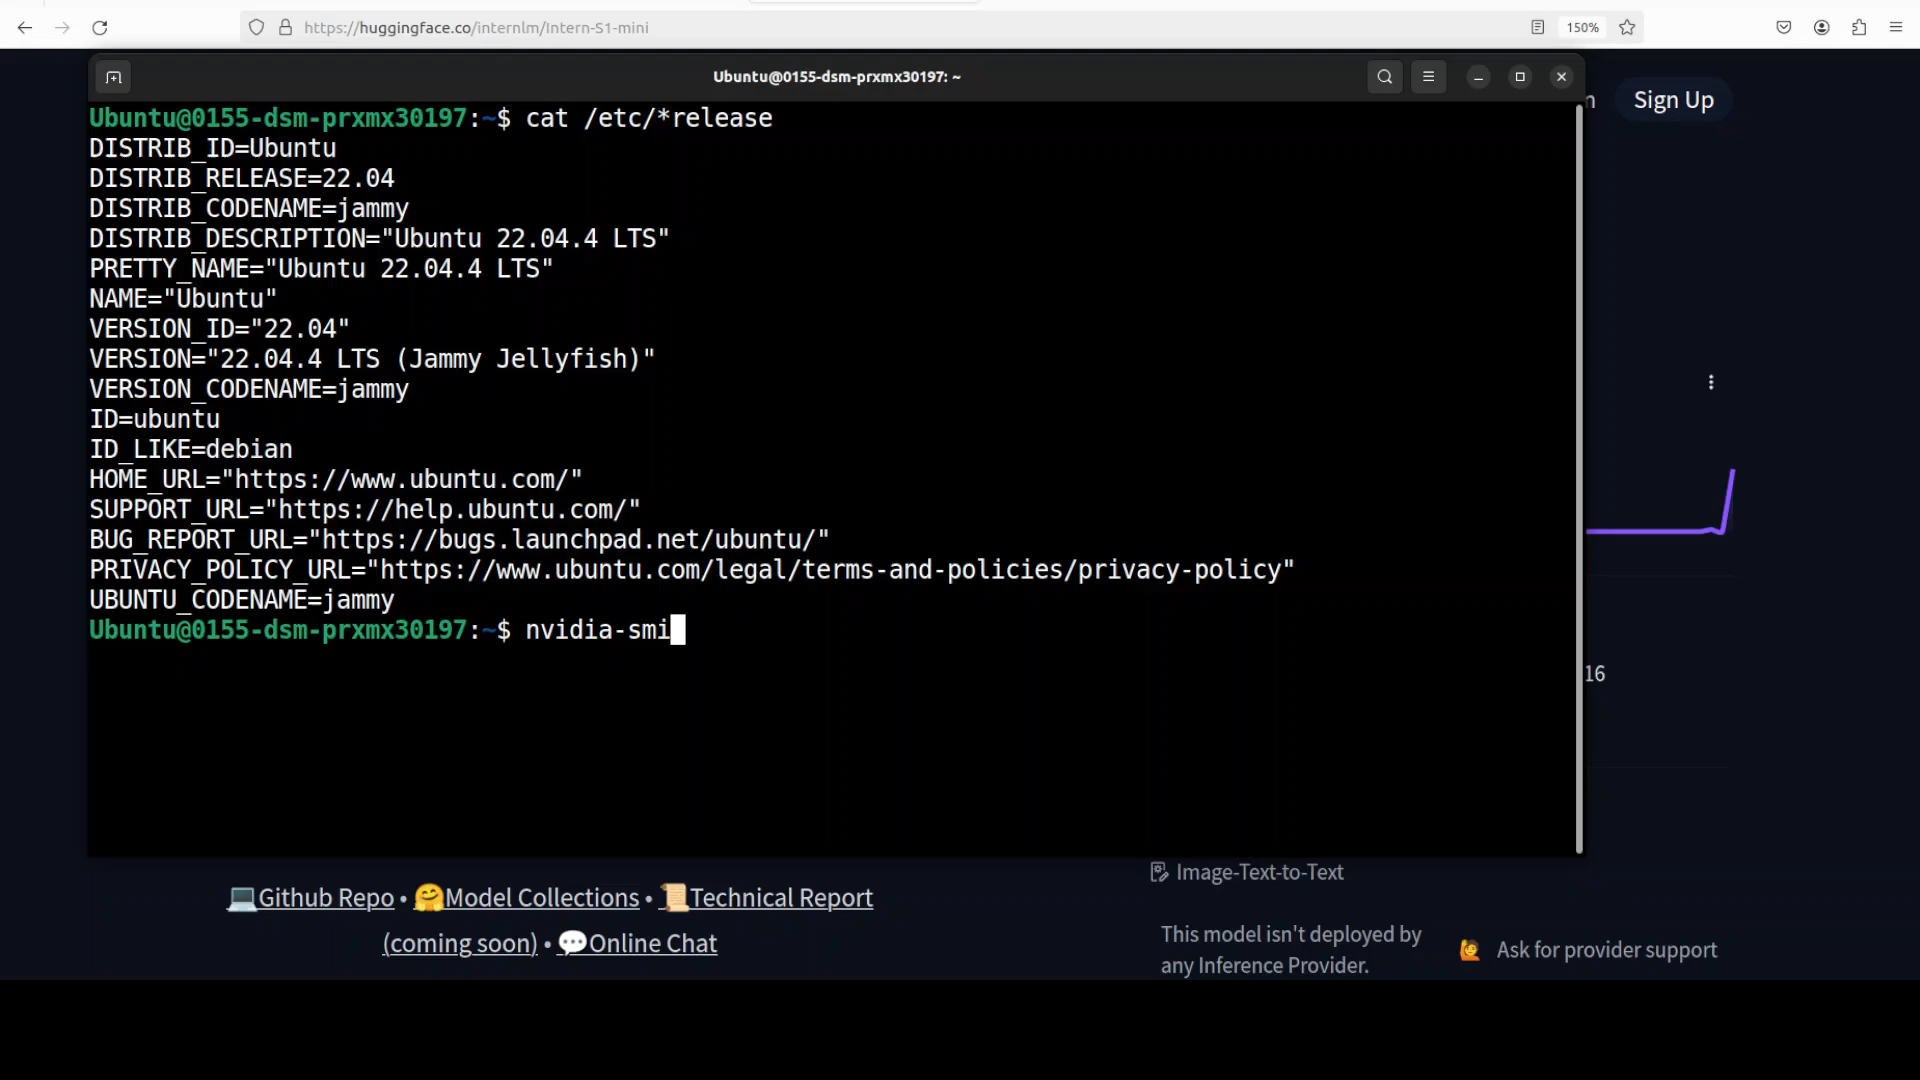 https://huggingface.co/internlm/Intern-S1-mini
150%
Ubuntu@0155-dsm-prxmx30197: ~
Sign Up
Ubuntu@0155-dsm-prxmx30197:~$ cat /etc/*release
DISTRIB_ID=Ubuntu
DISTRIB_RELEASE=22.04
DISTRIB_CODENAME=jammy
DISTRIB_DESCRIPTION="Ubuntu 22.04.4 LTS"
PRETTY_NAME="Ubuntu 22.04.4 LTS"
NAME="Ubuntu"
VERSION_ID="22.04"
VERSION="22.04.4 LTS (Jammy Jellyfish)"
VERSION_CODENAME=jammy
ID=ubuntu
ID_LIKE=debian
HOME_URL="https://www.ubuntu.com/"
SUPPORT_URL="https://help.ubuntu.com/"
BUG_REPORT_URL="https://bugs.launchpad.net/ubuntu/"
PRIVACY_POLICY_URL="https://www.ubuntu.com/legal/terms-and-policies/privacy-policy"
UBUNTU_CODENAME=jammy
Ubuntu@0155-dsm-prxmx30197:~$ nvidia-smi
16
Image-Text-to-Text
💻Github Repo • 🤗Model Collections • 📜Technical Report
(coming soon) • 💬Online Chat
This model isn't deployed by
any Inference Provider.
🙋 Ask for provider support